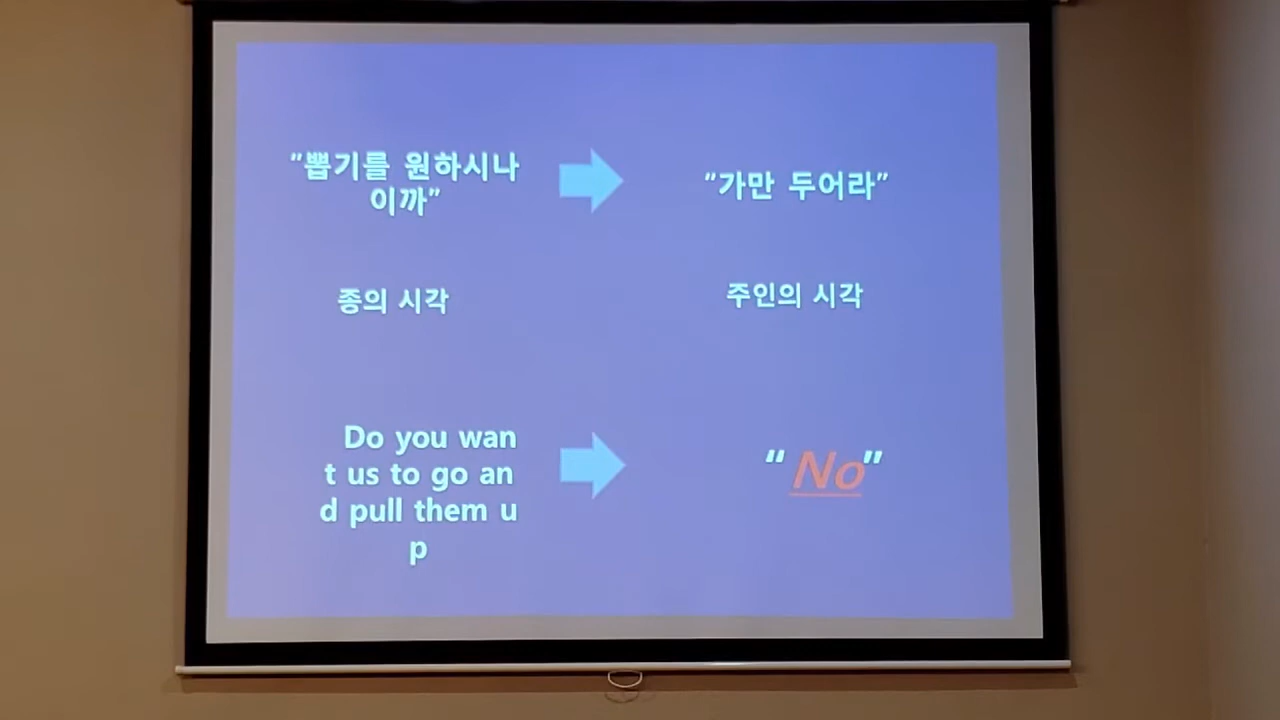 "뽑기를 원하시나
이까"
"가만 두어라"
종의 시각
주인의 시각
Do you wan
t us to go an
d pull them u
p
“No”